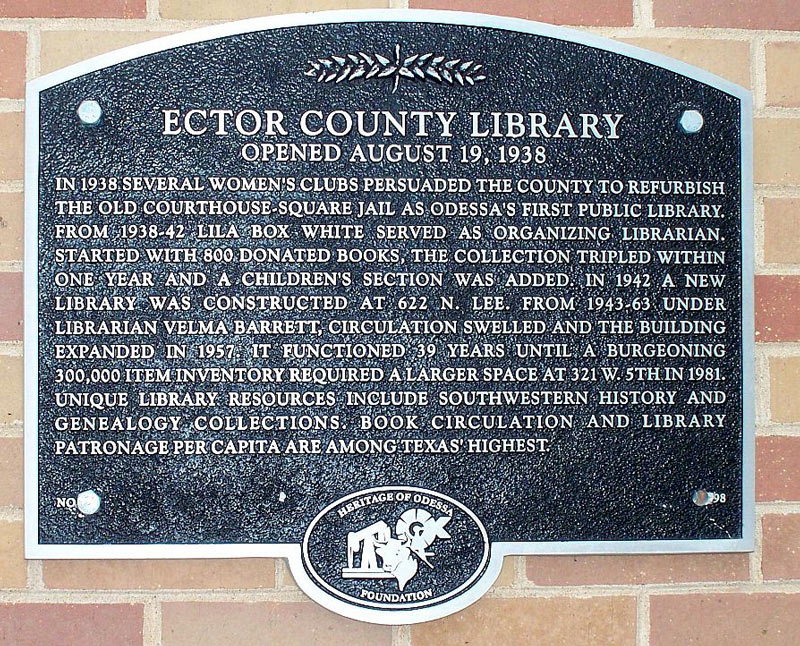 ECTOR COUNTY LIBRARY
OPENED AUGUST 19, 1938
IN 1938 SEVERAL WOMEN'S CLUBS PERSUADED THE COUNTY TO REFURBISH
THE OLD COURTHOUSE-SQUARE JAIL AS ODESSA'S FIRST PUBLIC LIBRARY.
FROM 1938-42 LILA BOX WHITE SERVED AS ORGANIZING LIBRARIAN.
STARTED WITH 800 DONATED BOOKS, THE COLLECTION TRIPLED WITHIN
ONE YEAR AND A CHILDREN'S SECTION WAS ADDED. IN 1942 A NEW
LIBRARY WAS CONSTRUCTED AT 622 N. LEE. FROM 1943-63 UNDER
LIBRARIAN VELMA BARRETT, CIRCULATION SWELLED AND THE BUILDING
EXPANDED IN 1957. IT FUNCTIONED 39 YEARS UNTIL A BURGEONING
300,000 ITEM INVENTORY REQUIRED A LARGER SPACE AT 321 W. 5TH IN 1981.
UNIQUE LIBRARY RESOURCES INCLUDE SOUTHWESTERN HISTORY AND
GENEALOGY COLLECTIONS. BOOK CIRCULATION AND LIBRARY
PATRONAGE PER CAPITA ARE AMONG TEXAS' HIGHEST.
NO 98
HERITAGE OF ODESSA
FOUNDATION